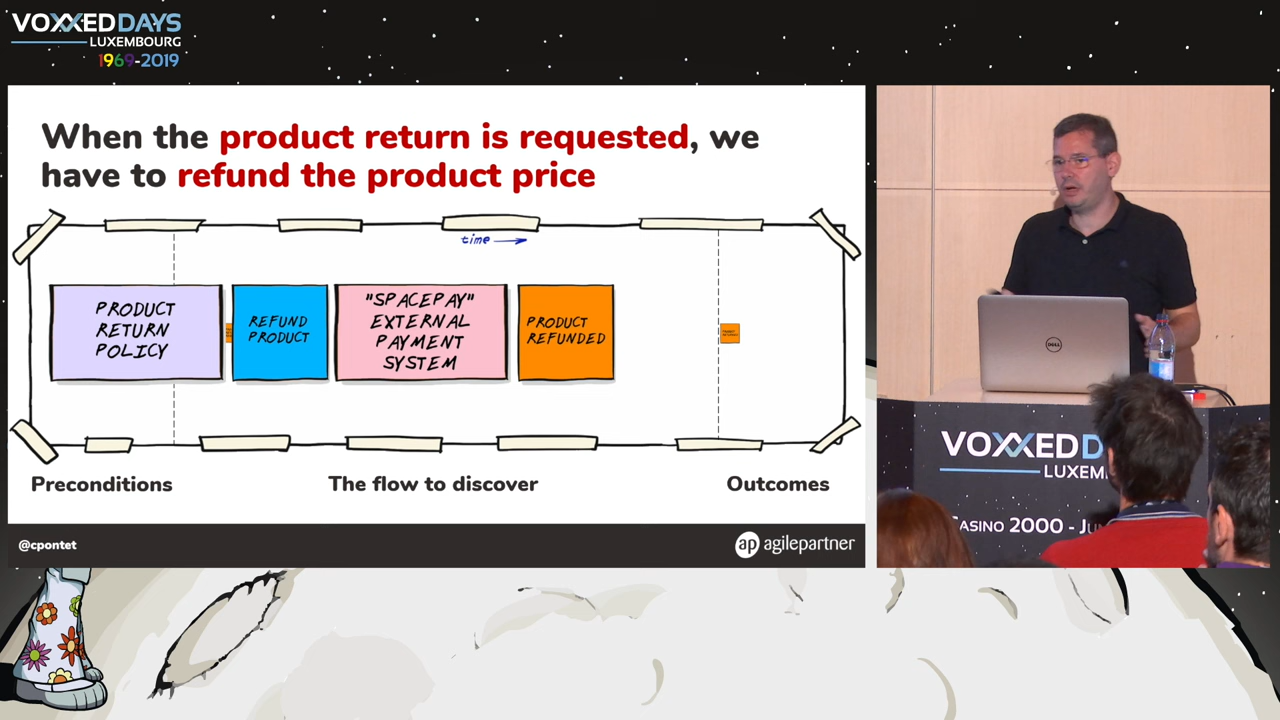 VOXXEDDAYS
LUXEMBOURG
1969-2019
When the product return is requested, we
have to refund the product price
time
PRODUCT
RETURN
POLICY
REFUND
PRODUCT
"SPACEPAY"
EXTERNAL
PAYMENT
SYSTEM
PRODUCT
REFUNDED
Preconditions
The flow to discover
Outcomes
@cpontet
ap agilepartner
DELL
VOXXED D
LUXEM
CASINO 2000 - JU